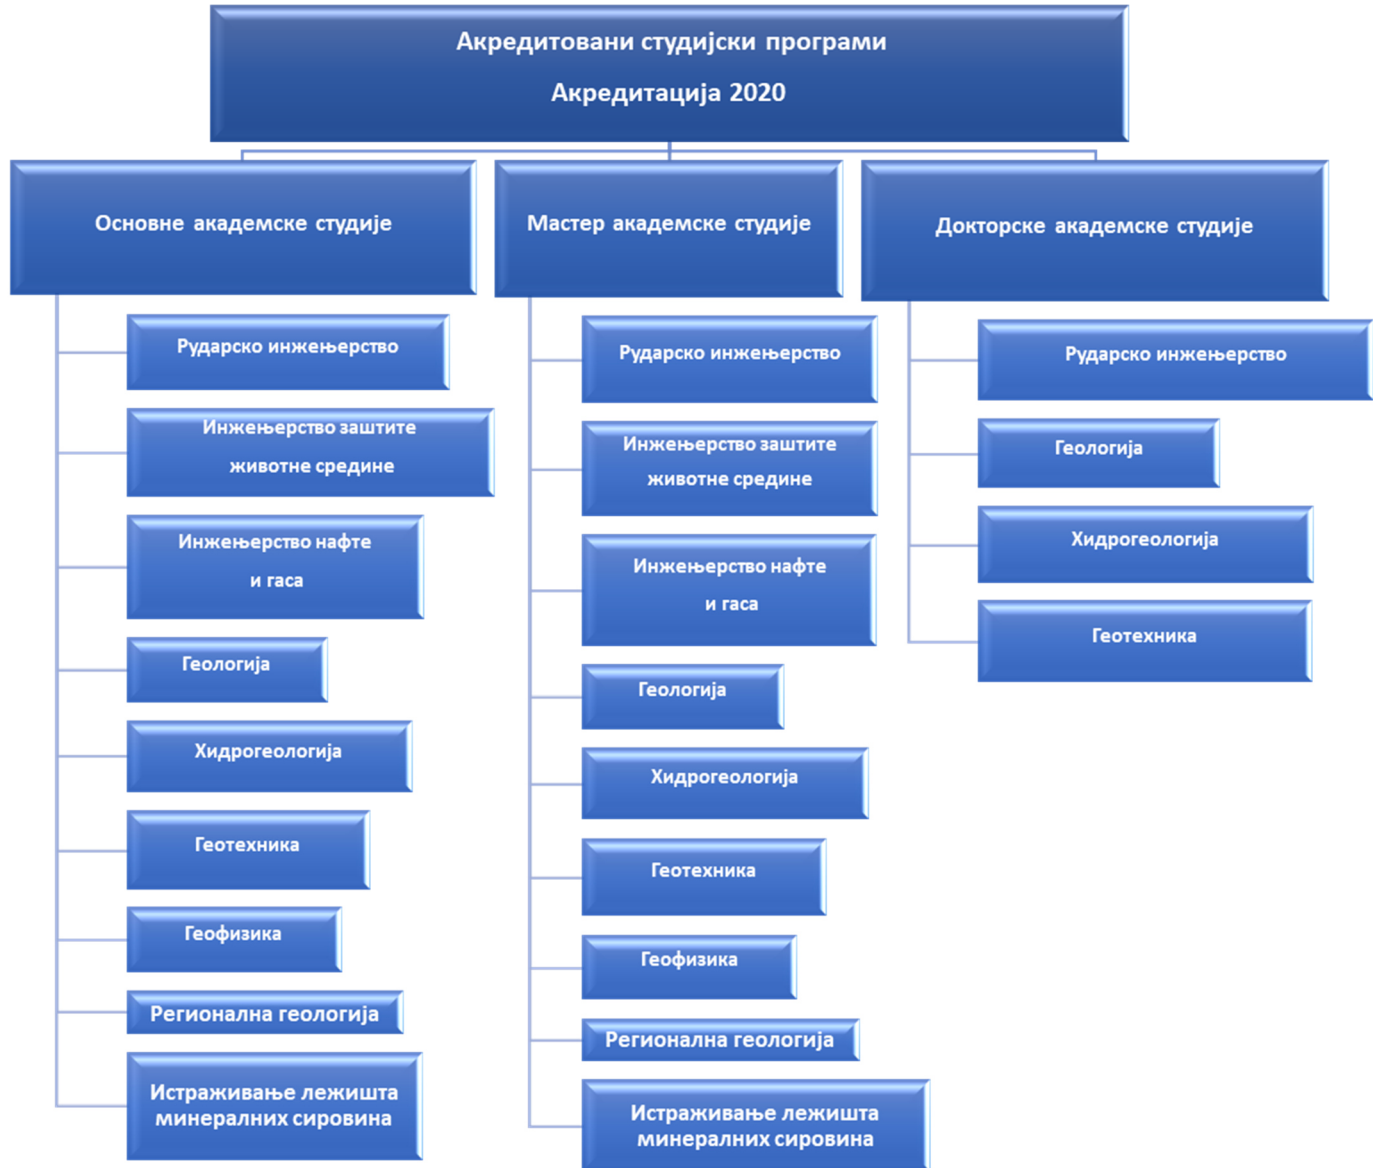 Акредитовани студијски програми
Акредитација 2020
Основне академске студије
Рударско инжењерство
Инжењерство заштите
животне средине
Инжењерство нафте
и гаса
Геологија
Хидрогеологија
Геотехника
Геофизика
Регионална геологија
Истраживање лежишта
минералних сировина
Мастер академске студије
Рударско инжењерство
Инжењерство заштите
животне средине
Инжењерство нафте
и гаса
Геологија
Хидрогеологија
Геотехника
Геофизика
Регионална геологија
Истраживање лежишта
минералних сировина
Докторске академске студије
Рударско инжењерство
Геологија
Хидрогеологија
Геотехника